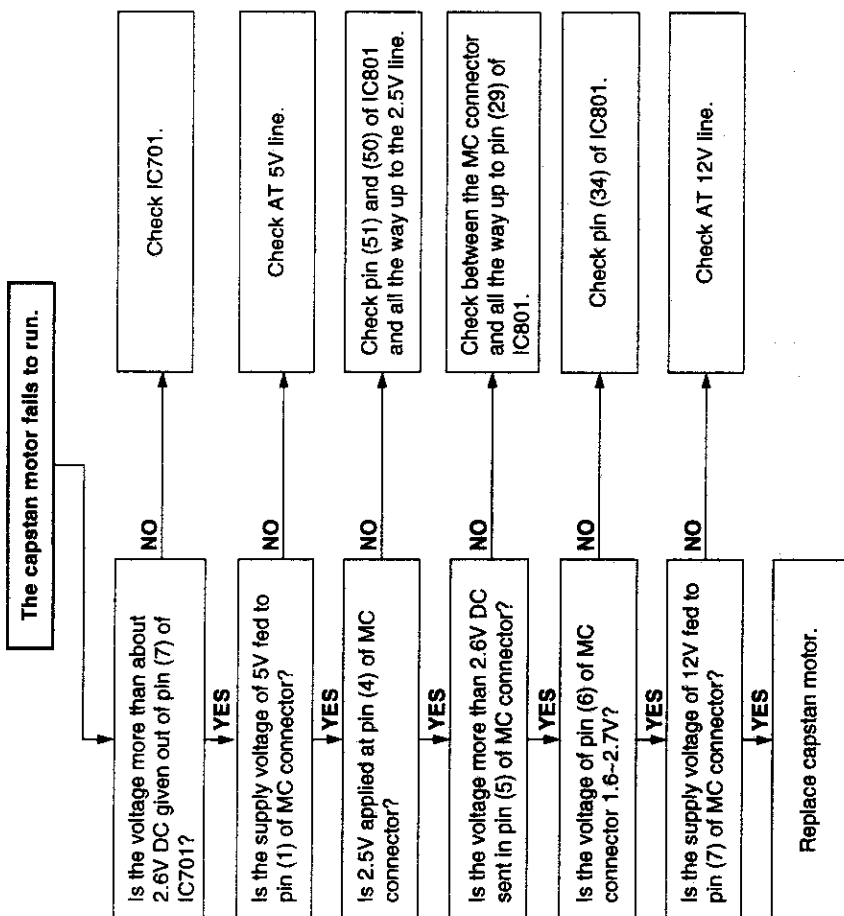 The capstan motor fails to run.
Is the voltage more than about
2.6V DC given out of pin (7) of
IC701?
NO
Check IC701.
YES
Is the supply voltage of 5V fed to
pin (1) of MC connector?
NO
Check AT 5V line.
YES
Is 2.5V applied at pin (4) of MC
connector?
NO
Check pin (51) and (50) of IC801
and all the way up to the 2.5V line.
YES
Is the voltage more than 2.6V DC
sent in pin (5) of MC connector?
NO
Check between the MC connector
and all the way up to pin (29) of
IC801.
YES
Is the voltage of pin (6) of MC
connector 1.6~2.7V?
NO
Check pin (34) of IC801.
YES
Is the supply voltage of 12V fed to
pin (7) of MC connector?
NO
Check AT 12V line.
YES
Replace capstan motor.